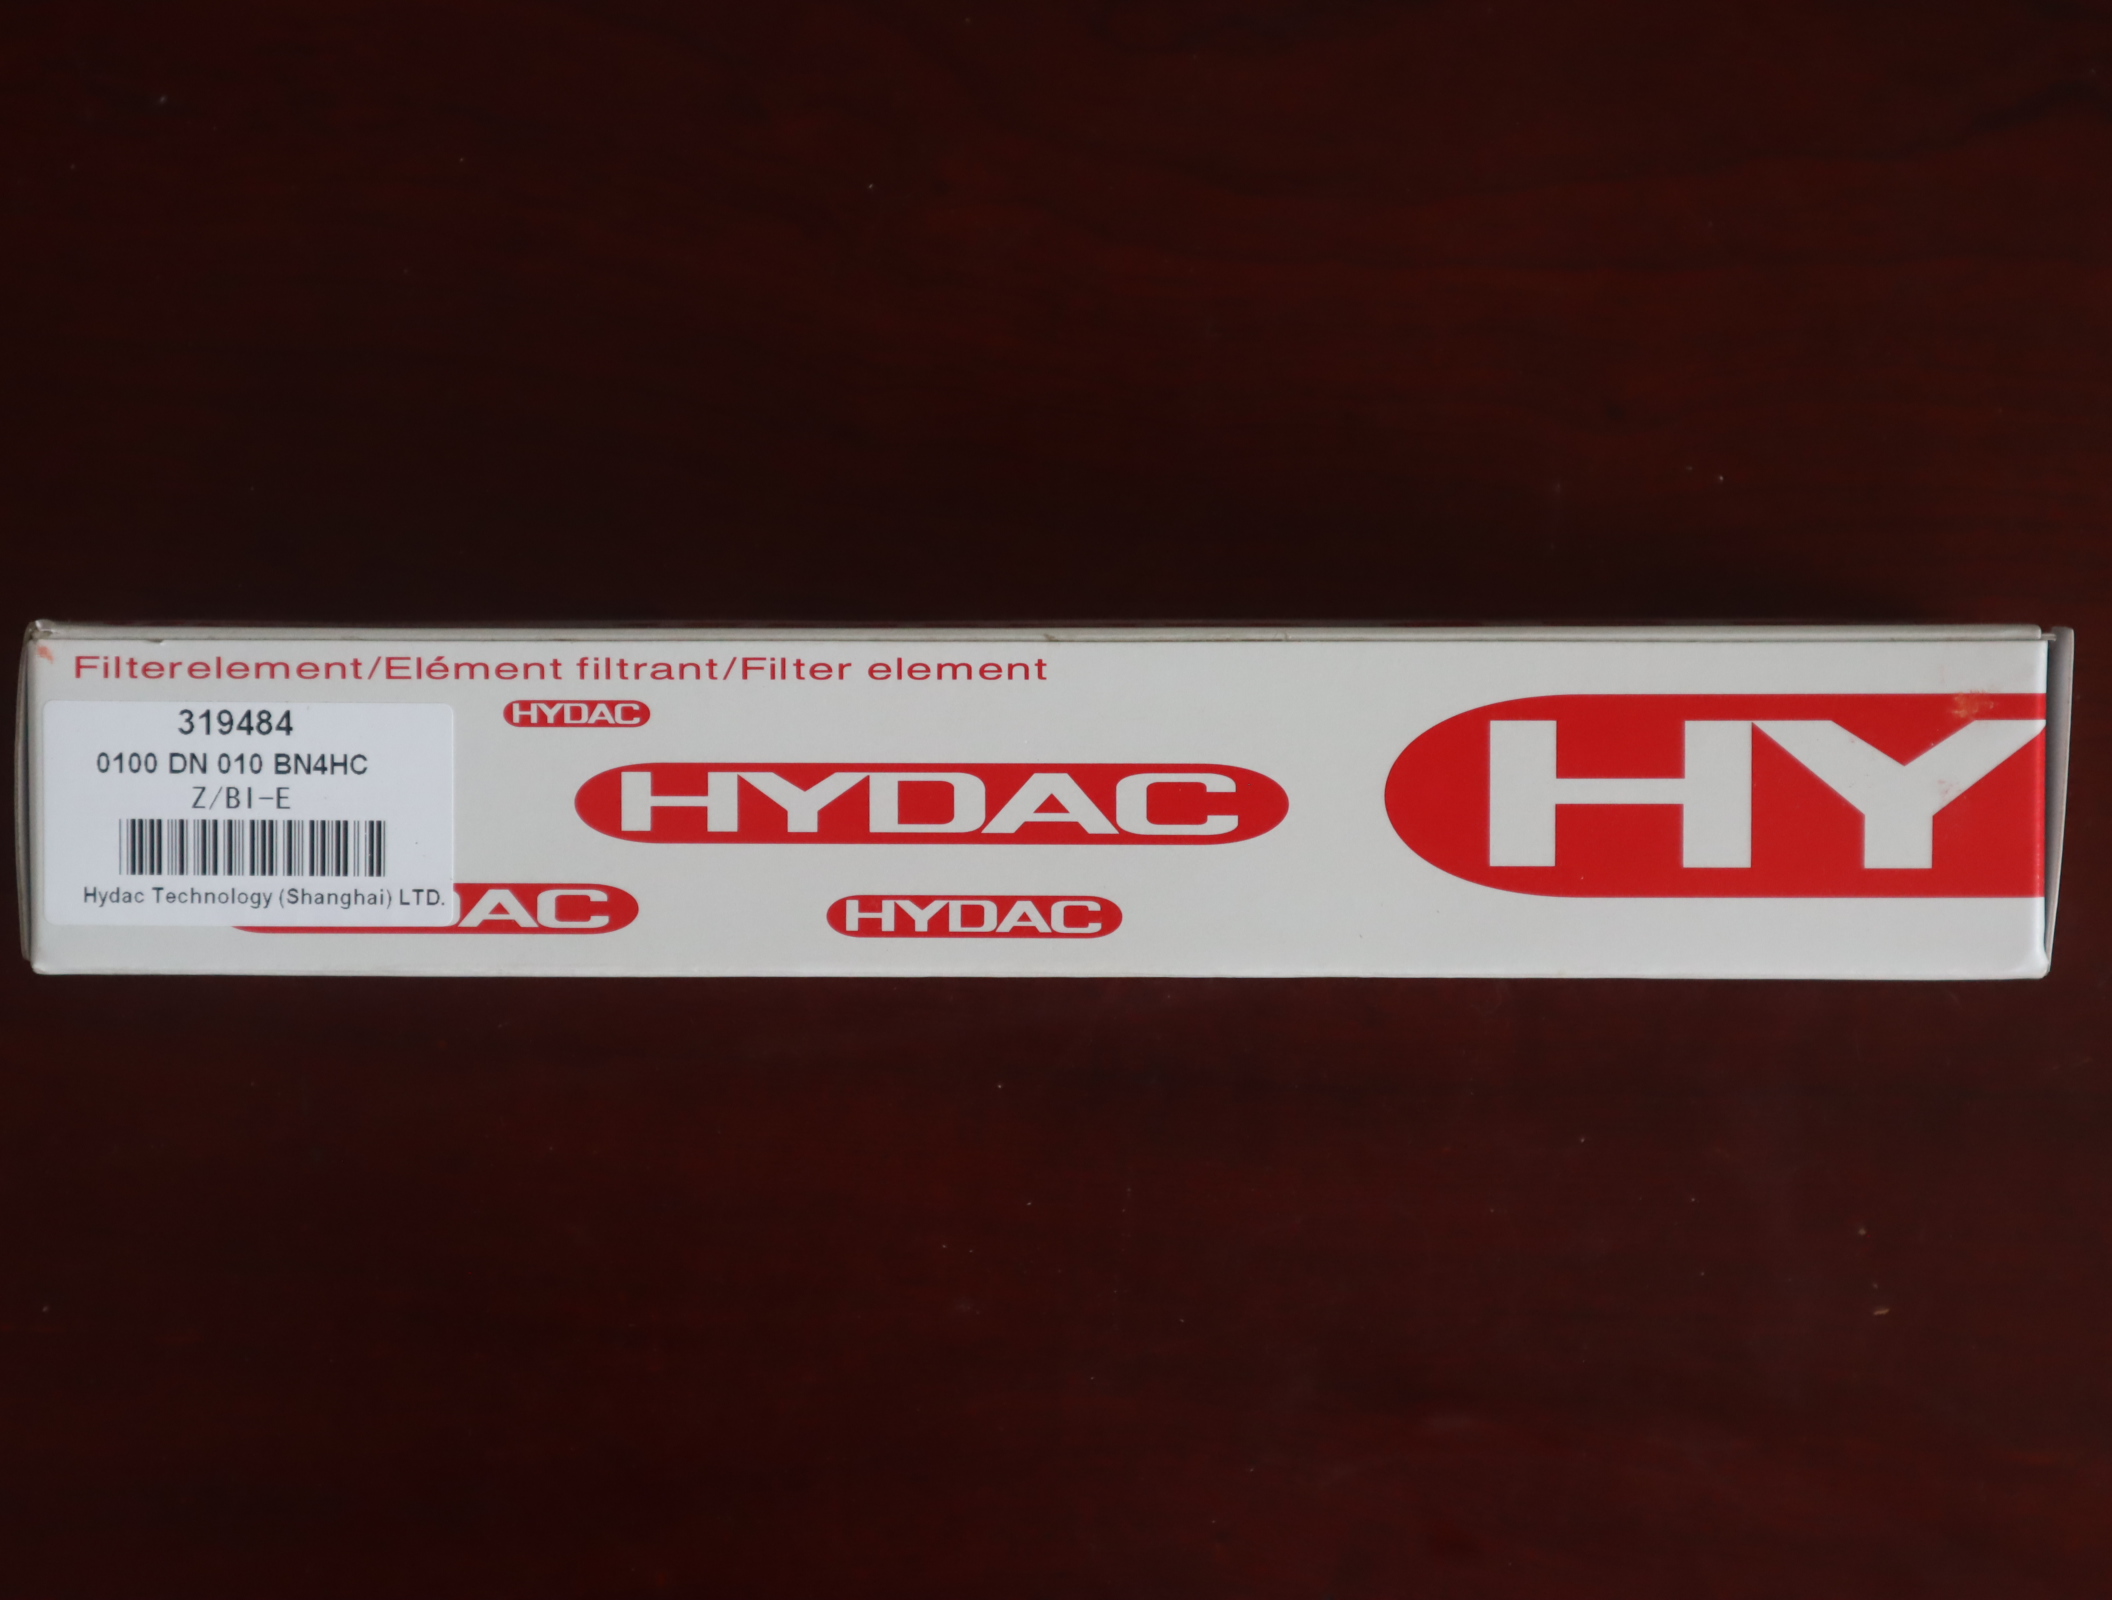 Filterelement/Elément filtrant/Filter element
319484
0100 DN 010 BN4HC
Z/BI-E
Hydac Technology (Shanghai) LTD.
HYDAC
HYDAC
DAC
HYDAC
HY